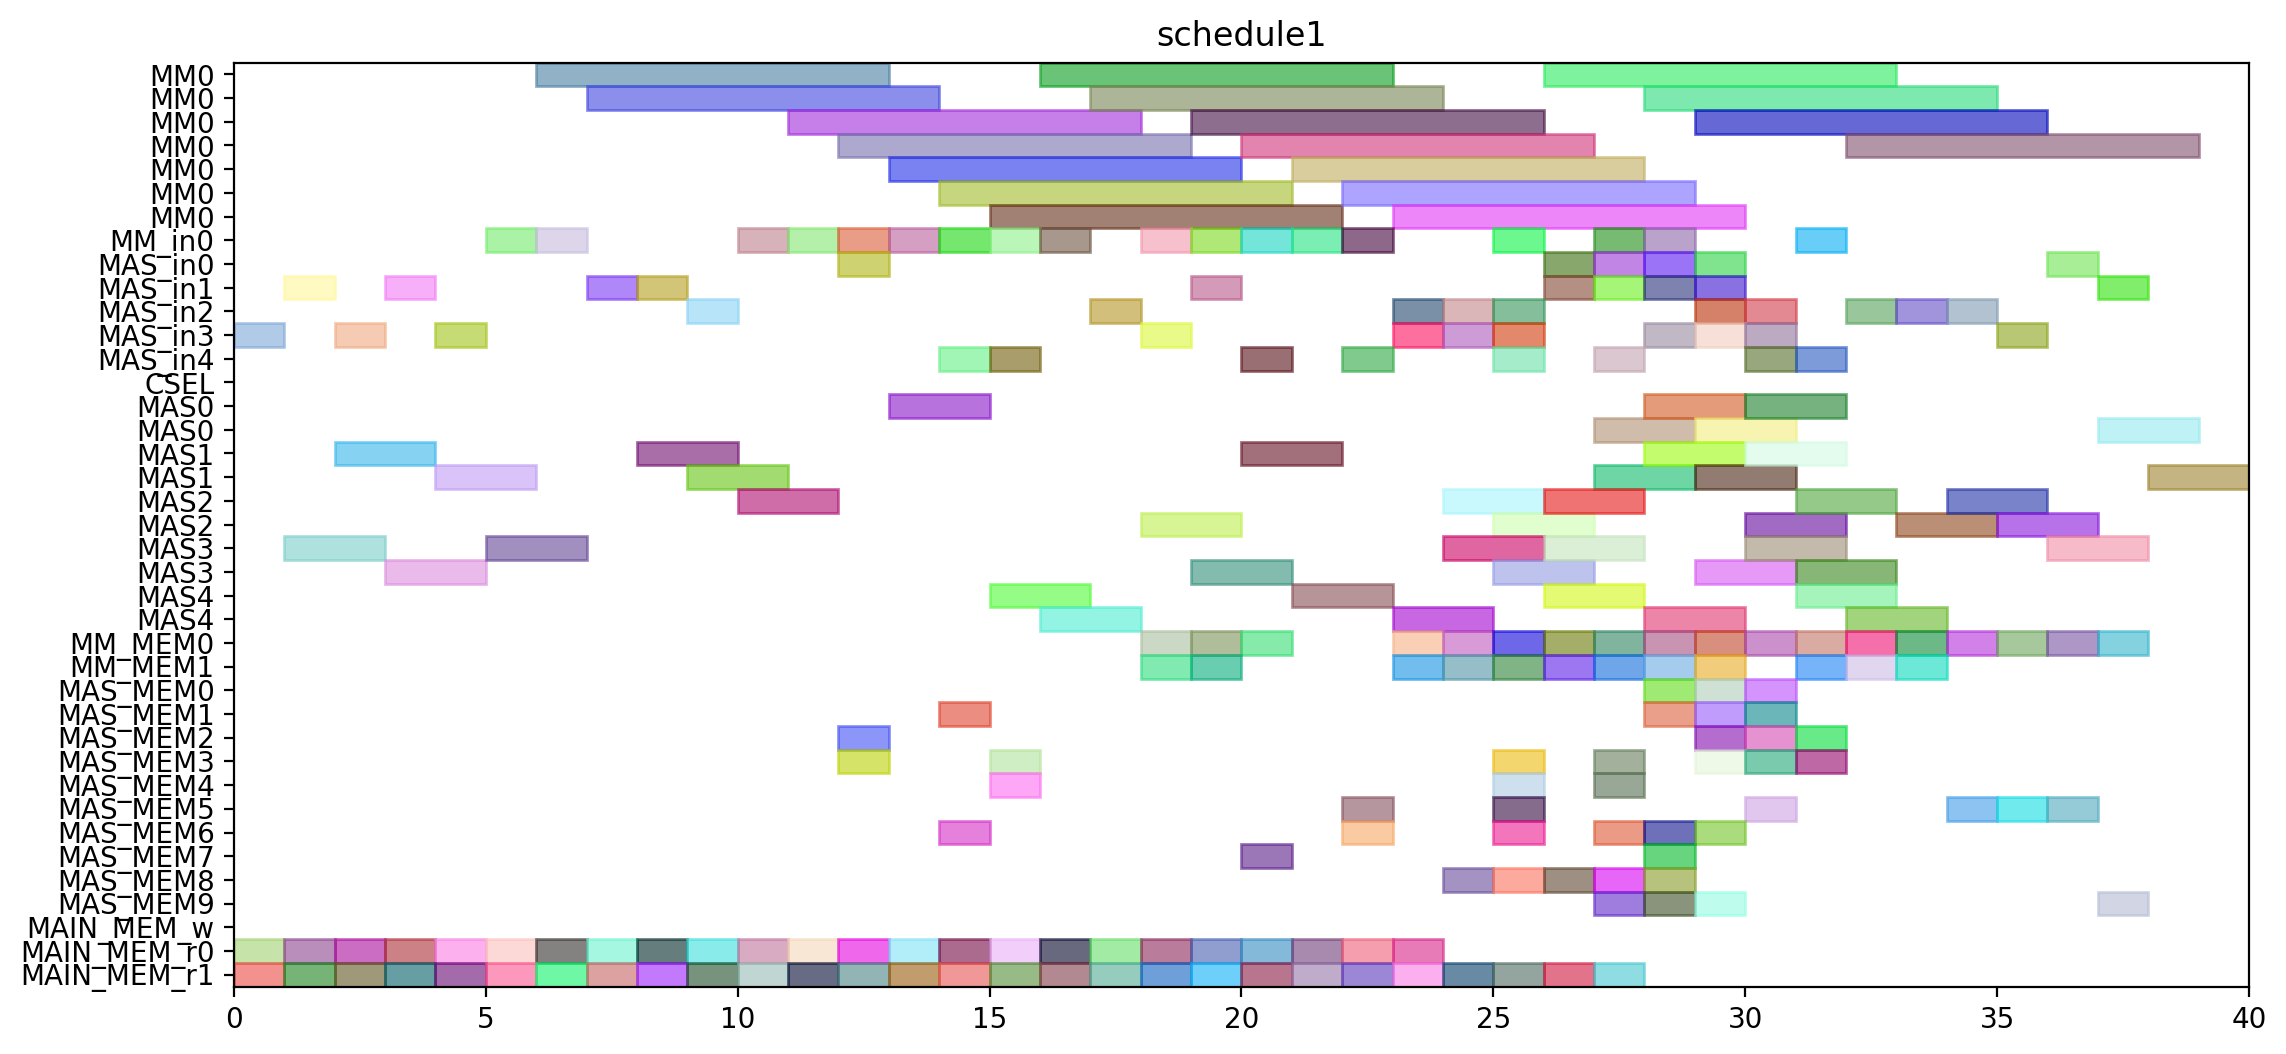 schedule1
MM0
MM0
MM0
MM0
MM0
MM0
MM0
MM_in0
MAS_in0
MAS_in1
MAS_in2
MAS_in3
MAS_in4
CSEL
MAS0
MAS0
MAS1
MAS1
MAS2
MAS2
MAS3
MAS3
MAS4
MAS4
MM_MEM0
MM_MEM1
MAS_MEM0
MAS_MEM1
MAS_MEM2
MAS_MEM3
MAS_MEM4
MAS_MEM5
MAS_MEM6
MAS_MEM7
MAS_MEM8
MAS_MEM9
MAIN_MEM_w
MAIN_MEM_r0
MAIN_MEM_r1
0 5 10 15 20 25 30 35 40